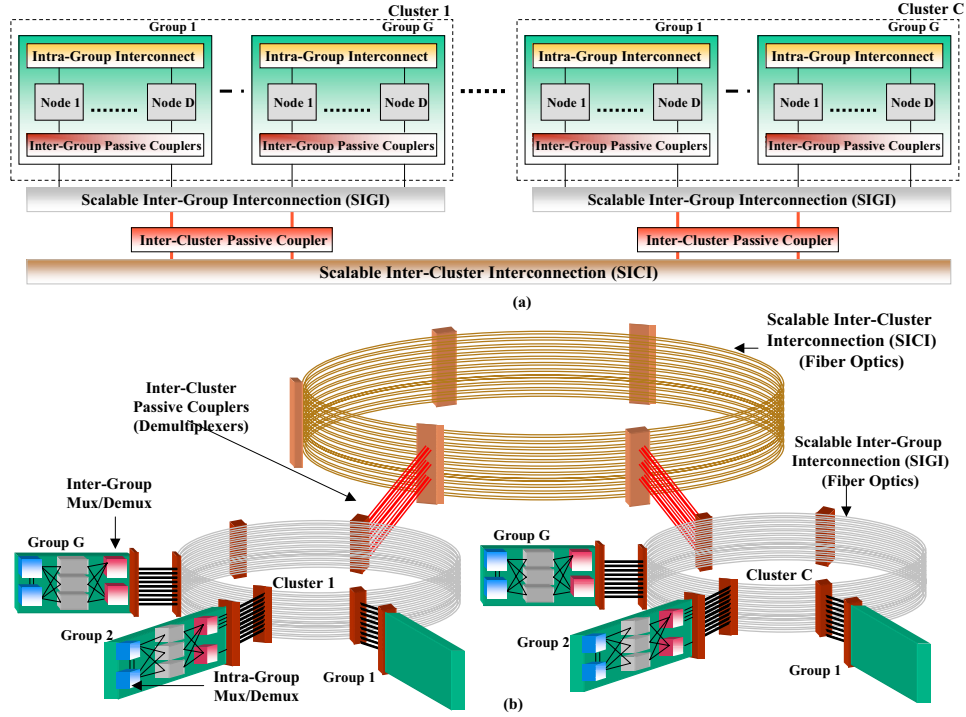 Cluster 1
Cluster C
Group 1
Group G
Group 1
Group G
Intra-Group Interconnect
Intra-Group Interconnect
Intra-Group Interconnect
Intra-Group Interconnect
Node 1 ........ Node D
Node 1 ........ Node D
Node 1 ........ Node D
Node 1 ........ Node D
Inter-Group Passive Couplers
Inter-Group Passive Couplers
Inter-Group Passive Couplers
Inter-Group Passive Couplers
Scalable Inter-Group Interconnection (SIGI)
Scalable Inter-Group Interconnection (SIGI)
Inter-Cluster Passive Coupler
Inter-Cluster Passive Coupler
Scalable Inter-Cluster Interconnection (SICI)
(a)
Scalable Inter-Cluster
Interconnection (SICI)
(Fiber Optics)
Inter-Cluster
Passive Couplers
(Demultiplexers)
Scalable Inter-Group
Interconnection (SIGI)
(Fiber Optics)
Inter-Group
Mux/Demux
Group G
Cluster 1
Group 2
Group 1
Intra-Group
Mux/Demux
Group G
Cluster C
Group 2
Group 1
(b)